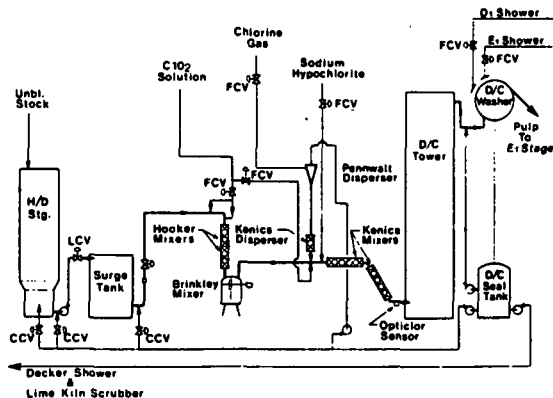 D1 Shower
E1 Shower
FCV
FCV
Chlorine
Gas
FCV
Sodium
Hypochlorite
FCV
ClO2
Solution
Unbl.
Stock
D/C
Washer
Pulp
To
E1 Stage
H/D
Stg.
FCV
FCV
D/C
Tower
Pennwalt
Disperser
LCV
Hooker
Mixers
Kenics
Disperser
Kenics
Mixers
Surge
Tank
Brinkley
Mixer
D/C
Seal
Tank
Opticlor
Sensor
CCV
CCV
CCV
Decker Shower
&
Lime Kiln Scrubber